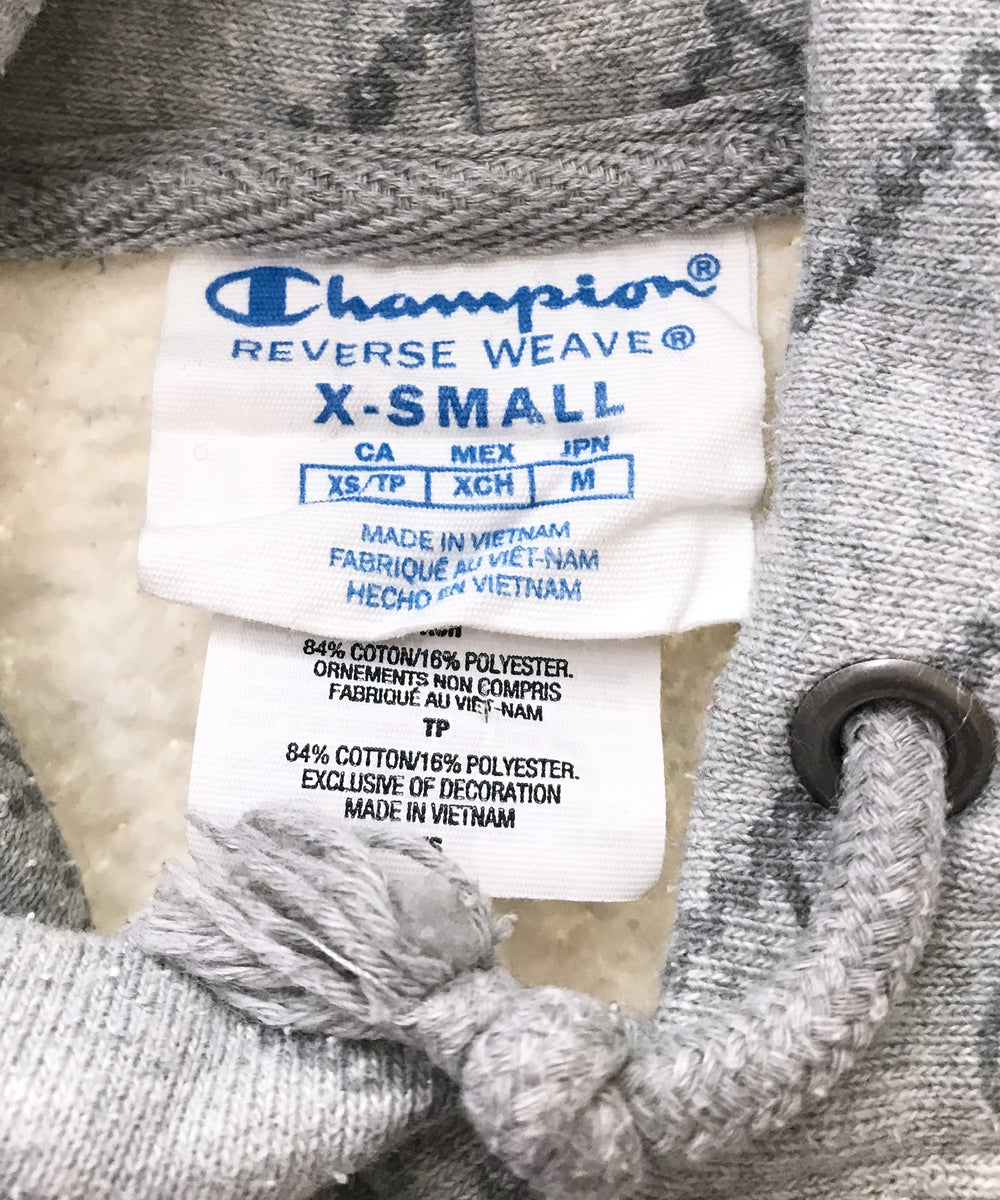 Champion®
REVERSE WEAVE®
X-SMALL
CA MEX JPN
XS/TP XCH M
MADE IN VIETNAM
FABRIQUÉ AU VIÊT-NAM
HECHO EN VIETNAM
84% COTON/16% POLYESTER.
ORNEMENTS NON COMPRIS
FABRIQUÉ AU VIET-NAM
TP
84% COTTON/16% POLYESTER.
EXCLUSIVE OF DECORATION
MADE IN VIETNAM